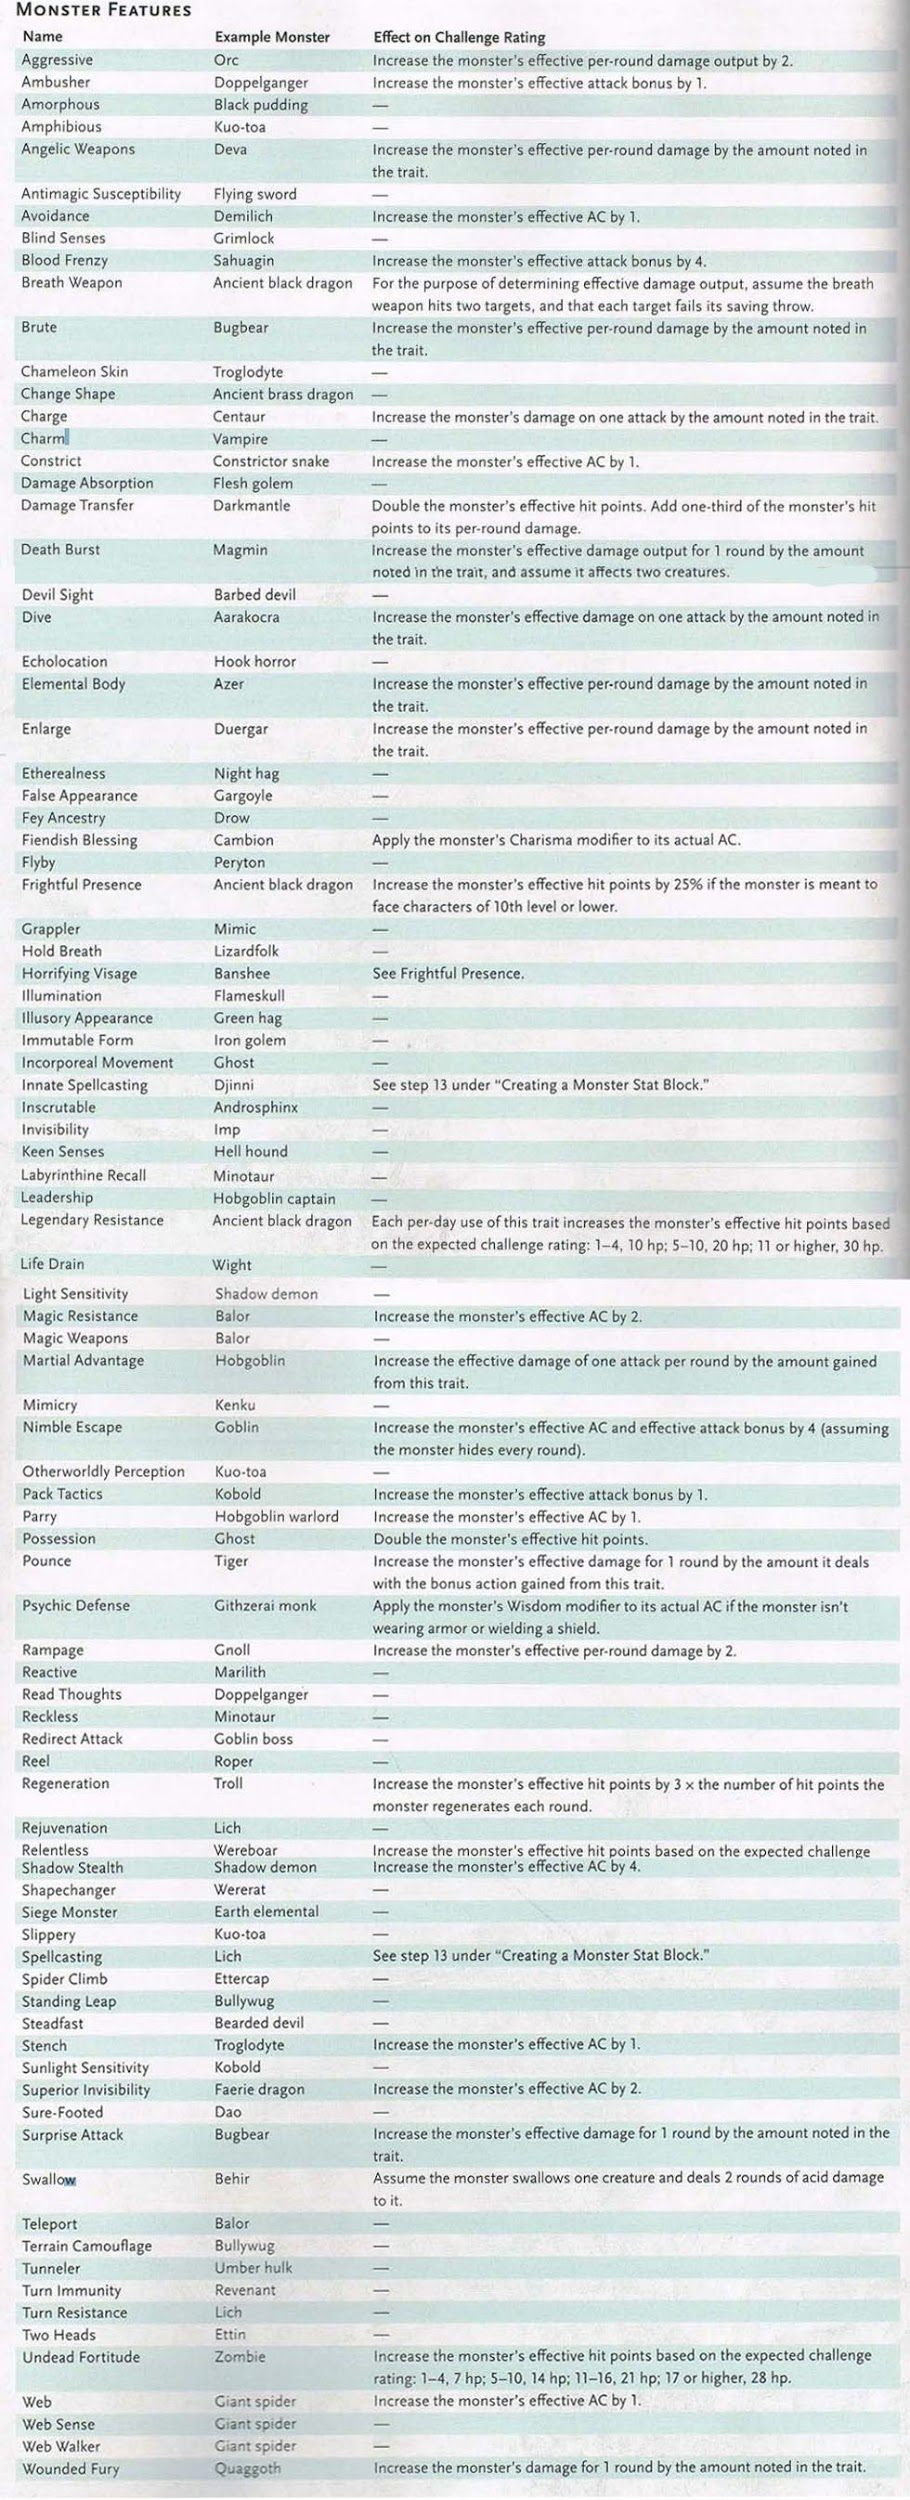 MONSTER FEATURES
Name Example Monster Effect on Challenge Rating
Aggressive Orc Increase the monster's effective per-round damage output by 2.
Ambusher Doppelganger Increase the monster's effective attack bonus by 1.
Amorphous Black pudding —
Amphibious Kuo-toa —
Angelic Weapons Deva Increase the monster's effective per-round damage by the amount noted in
the trait.
Antimagic Susceptibility Flying sword —
Avoidance Demilich Increase the monster's effective AC by 1.
Blind Senses Grimlock —
Blood Frenzy Sahuagin Increase the monster's effective attack bonus by 4.
Breath Weapon Ancient black dragon For the purpose of determining effective damage output, assume the breath
weapon hits two targets, and that each target fails its saving throw.
Brute Bugbear Increase the monster's effective per-round damage by the amount noted in
the trait.
Chameleon Skin Troglodyte —
Change Shape Ancient brass dragon —
Charge Centaur Increase the monster's damage on one attack by the amount noted in the trait.
Charm Vampire —
Constrict Constrictor snake Increase the monster's effective AC by 1.
Damage Absorption Flesh golem —
Damage Transfer Darkmantle Double the monster's effective hit points. Add one-third of the monster's hit
points to its per-round damage.
Death Burst Magmin Increase the monster's effective damage output for 1 round by the amount
noted in the trait, and assume it affects two creatures.
Devil Sight Barbed devil —
Dive Aarakocra Increase the monster's effective damage on one attack by the amount noted in
the trait.
Echolocation Hook horror —
Elemental Body Azer Increase the monster's effective per-round damage by the amount noted in
the trait.
Enlarge Duergar Increase the monster's effective per-round damage by the amount noted in
the trait.
Etherealness Night hag —
False Appearance Gargoyle —
Fey Ancestry Drow —
Fiendish Blessing Cambion Apply the monster's Charisma modifier to its actual AC.
Flyby Peryton —
Frightful Presence Ancient black dragon Increase the monster's effective hit points by 25% if the monster is meant to
face characters of 10th level or lower.
Grappler Mimic —
Hold Breath Lizardfolk —
Horrifying Visage Banshee See Frightful Presence.
Illumination Flameskull —
Illusory Appearance Green hag —
Immutable Form Iron golem —
Incorporeal Movement Ghost —
Innate Spellcasting Djinni See step 13 under “Creating a Monster Stat Block.”
Inscrutable Androsphinx —
Invisibility Imp —
Keen Senses Hell hound —
Labyrinthine Recall Minotaur —
Leadership Hobgoblin captain —
Legendary Resistance Ancient black dragon Each per-day use of this trait increases the monster's effective hit points based
on the expected challenge rating: 1–4, 10 hp; 5–10, 20 hp; 11 or higher, 30 hp.
Life Drain Wight —
Light Sensitivity Shadow demon —
Magic Resistance Balor Increase the monster's effective AC by 2.
Magic Weapons Balor —
Martial Advantage Hobgoblin Increase the effective damage of one attack per round by the amount gained
from this trait.
Mimicry Kenku —
Nimble Escape Goblin Increase the monster's effective AC and effective attack bonus by 4 (assuming
the monster hides every round).
Otherworldly Perception Kuo-toa —
Pack Tactics Kobold Increase the monster's effective attack bonus by 1.
Parry Hobgoblin warlord Increase the monster's effective AC by 1.
Possession Ghost Double the monster's effective hit points.
Pounce Tiger Increase the monster's effective damage for 1 round by the amount it deals
with the bonus action gained from this trait.
Psychic Defense Githzerai monk Apply the monster's Wisdom modifier to its actual AC if the monster isn't
wearing armor or wielding a shield.
Rampage Gnoll Increase the monster's effective per-round damage by 2.
Reactive Marilith —
Read Thoughts Doppelganger —
Reckless Minotaur —
Redirect Attack Goblin boss —
Reel Roper —
Regeneration Troll Increase the monster's effective hit points by 3 × the number of hit points the
monster regenerates each round.
Rejuvenation Lich —
Relentless Wereboar Increase the monster's effective hit points based on the expected challenge
Shadow Stealth Shadow demon Increase the monster's effective AC by 4.
Shapechanger Wererat —
Siege Monster Earth elemental —
Slippery Kuo-toa —
Spellcasting Lich See step 13 under “Creating a Monster Stat Block.”
Spider Climb Ettercap —
Standing Leap Bullywug —
Steadfast Bearded devil —
Stench Troglodyte Increase the monster's effective AC by 1.
Sunlight Sensitivity Kobold —
Superior Invisibility Faerie dragon Increase the monster's effective AC by 2.
Sure-Footed Dao —
Surprise Attack Bugbear Increase the monster's effective damage for 1 round by the amount noted in the
trait.
Swallow Behir Assume the monster swallows one creature and deals 2 rounds of acid damage
to it.
Teleport Balor —
Terrain Camouflage Bullywug —
Tunneler Umber hulk —
Turn Immunity Revenant —
Turn Resistance Lich —
Two Heads Ettin —
Undead Fortitude Zombie Increase the monster's effective hit points based on the expected challenge
rating: 1–4, 7 hp; 5–10, 14 hp; 11–16, 21 hp; 17 or higher, 28 hp.
Web Giant spider Increase the monster's effective AC by 1.
Web Sense Giant spider —
Web Walker Giant spider —
Wounded Fury Quaggoth Increase the monster's damage for 1 round by the amount noted in the trait.